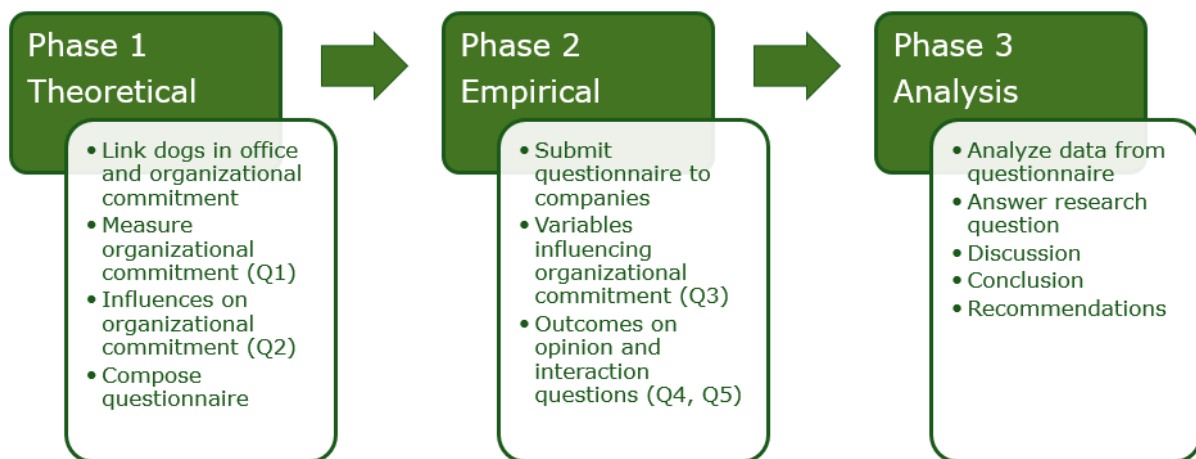 Phase 1
Theoretical
• Link dogs in office
and organizational
commitment
• Measure
organizational
commitment (Q1)
• Influences on
organizational
commitment (Q2)
• Compose
questionnaire
Phase 2
Empirical
• Submit
questionnaire to
companies
• Variables
influencing
organizational
commitment (Q3)
• Outcomes on
opinion and
interaction
questions (Q4, Q5)
Phase 3
Analysis
• Analyze data from
questionnaire
• Answer research
question
• Discussion
• Conclusion
• Recommendations